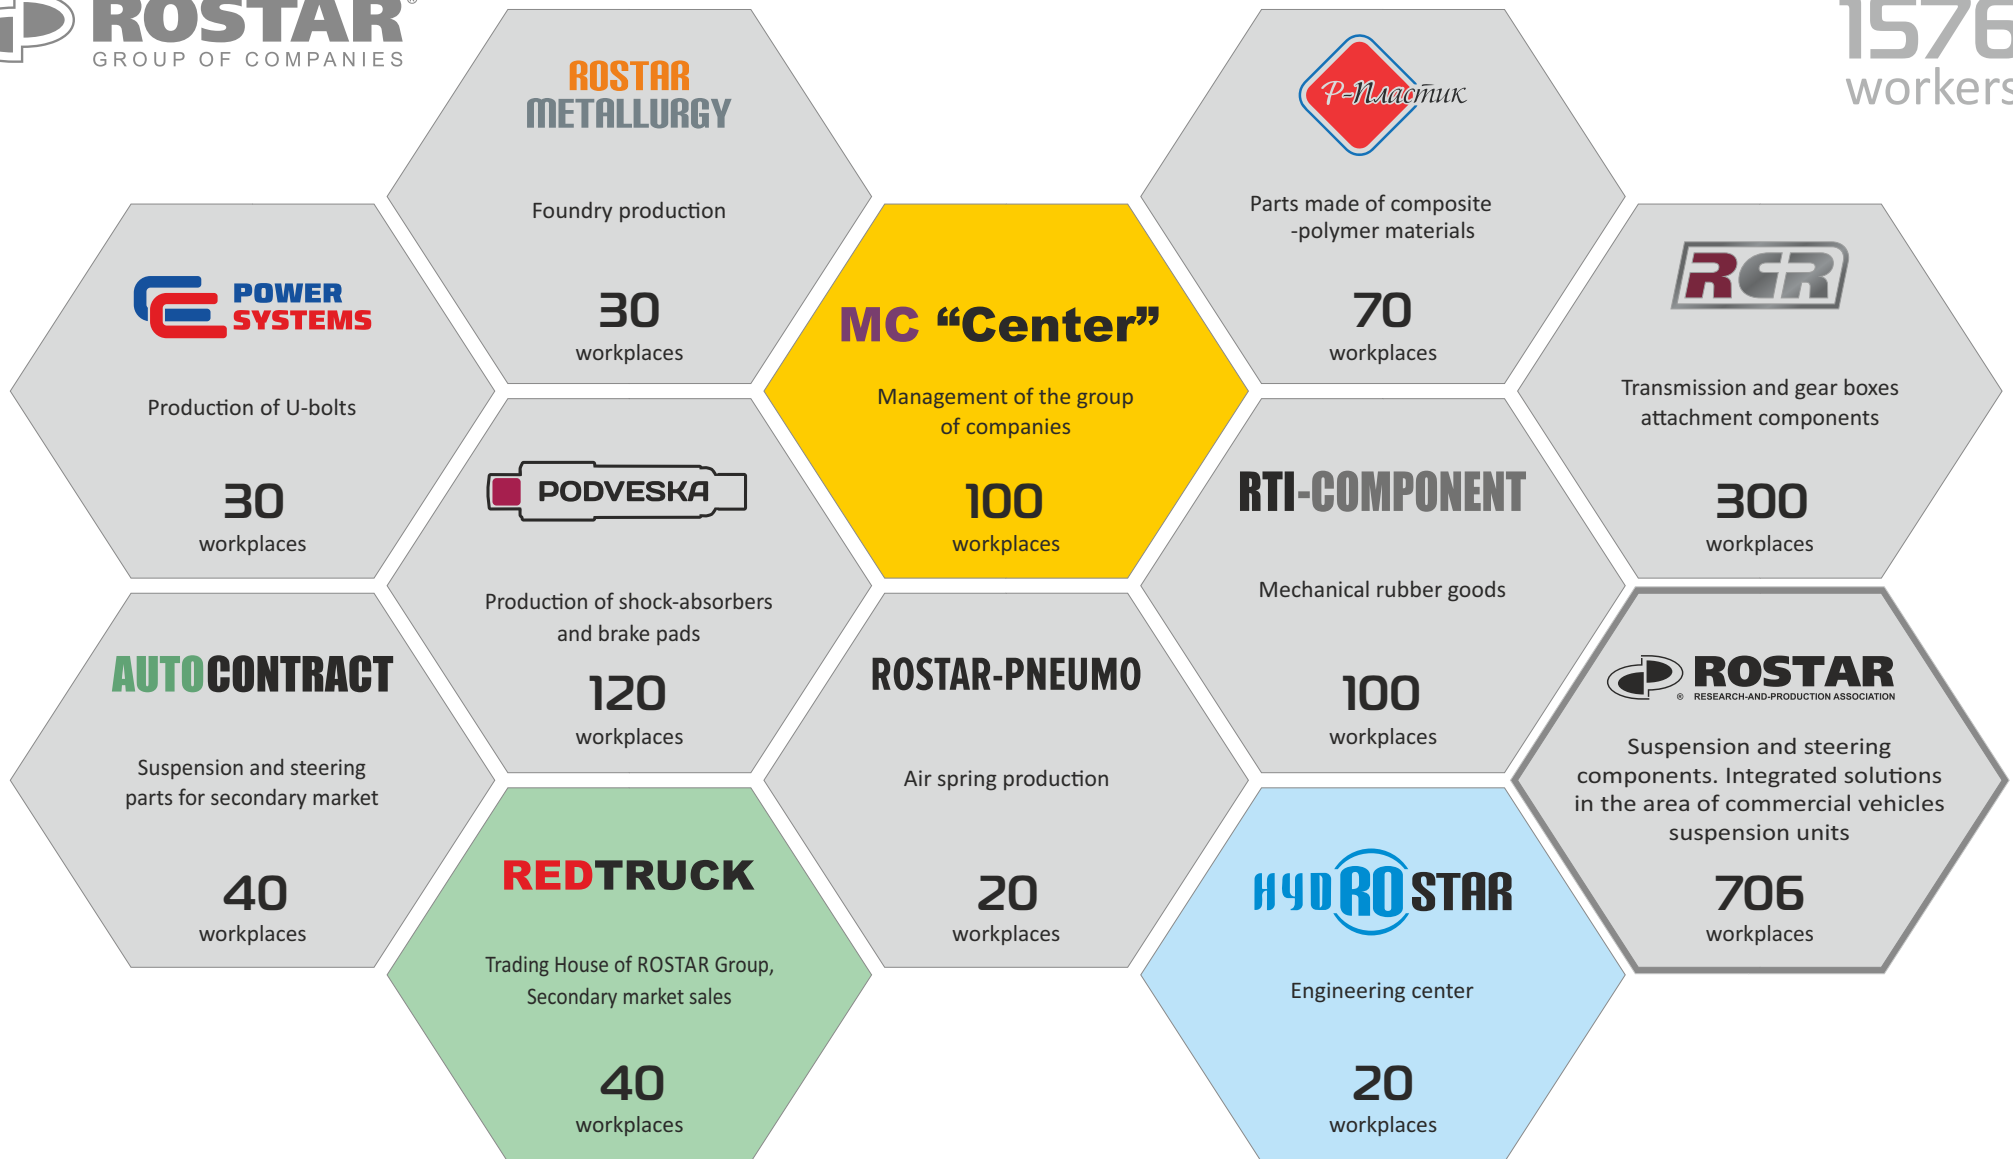 ROSTAR®
GROUP OF COMPANIES
1576
workers
ROSTAR
METALLURGY
Foundry production
30
workplaces
Р-Пластик
Parts made of composite
-polymer materials
70
workplaces
POWER
SYSTEMS
Production of U-bolts
30
workplaces
MC “Center”
Management of the group
of companies
100
workplaces
RCR
Transmission and gear boxes
attachment components
300
workplaces
PODVESKA
Production of shock-absorbers
and brake pads
120
workplaces
RTI-COMPONENT
Mechanical rubber goods
100
workplaces
AUTOCONTRACT
Suspension and steering
parts for secondary market
40
workplaces
ROSTAR-PNEUMO
Air spring production
20
workplaces
® ROSTAR
RESEARCH-AND-PRODUCTION ASSOCIATION
Suspension and steering
components. Integrated solutions
in the area of commercial vehicles
suspension units
706
workplaces
REDTRUCK
Trading House of ROSTAR Group,
Secondary market sales
40
workplaces
HYDROSTAR
Engineering center
20
workplaces